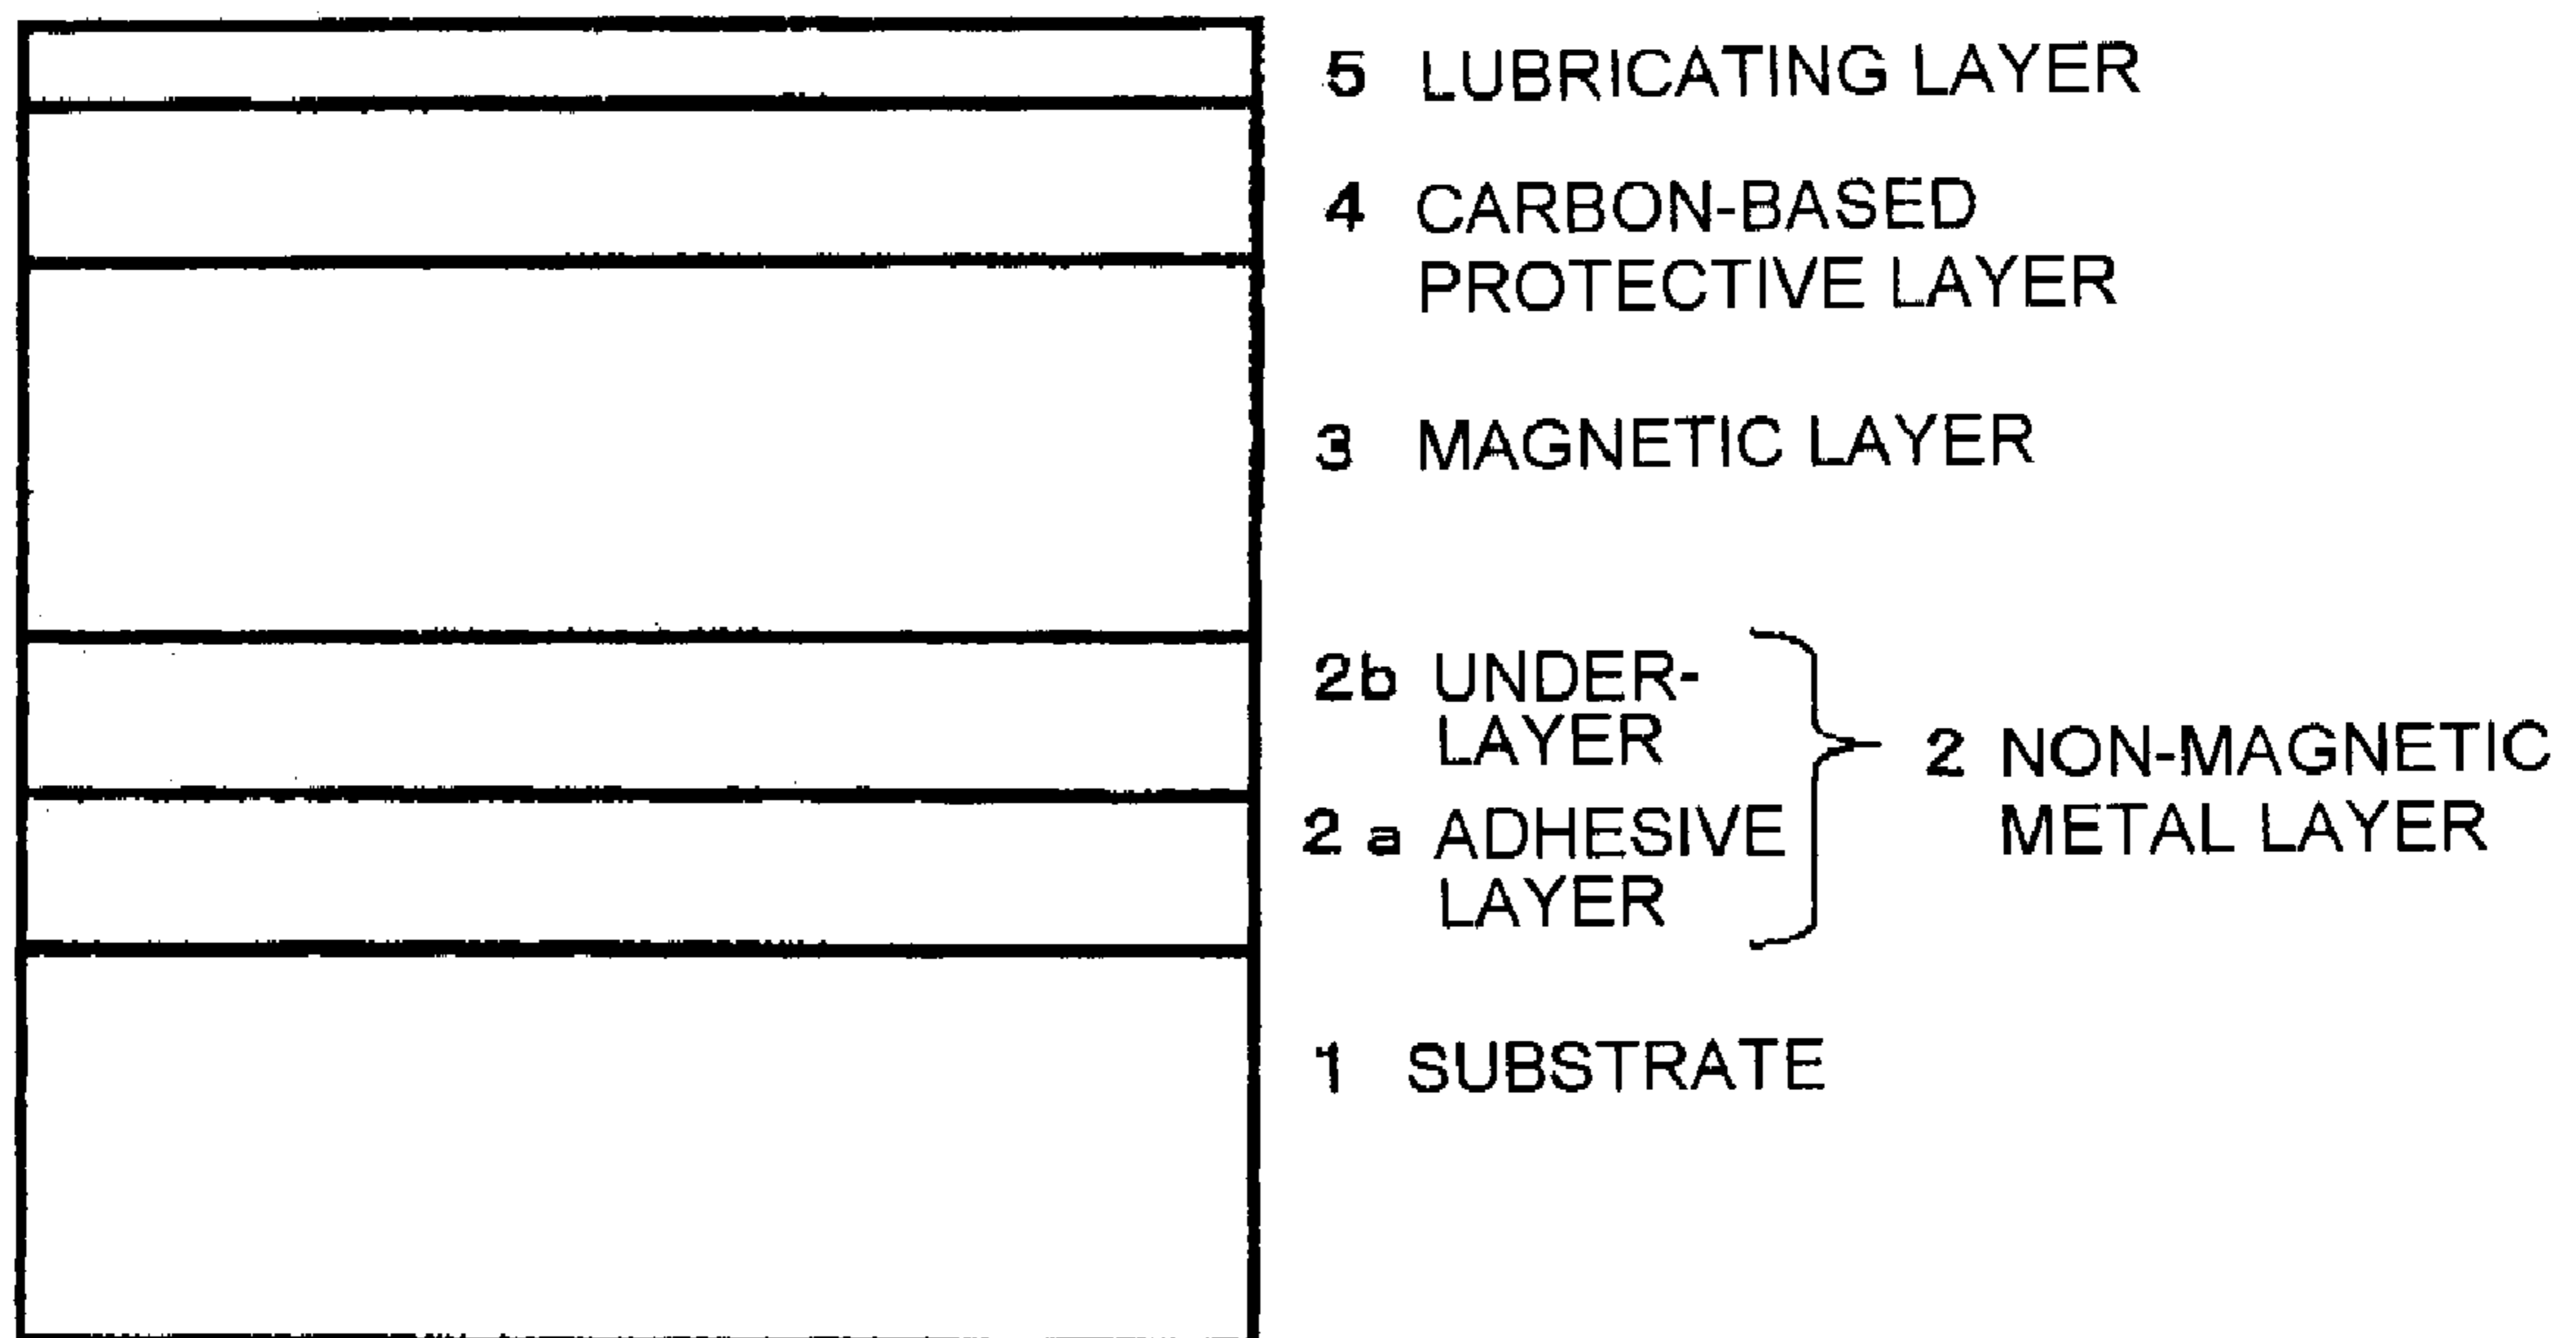 5 LUBRICATING LAYER
4 CARBON-BASED
PROTECTIVE LAYER
3 MAGNETIC LAYER
2b UNDER-
LAYER
2a ADHESIVE
LAYER
2 NON-MAGNETIC
METAL LAYER
1 SUBSTRATE